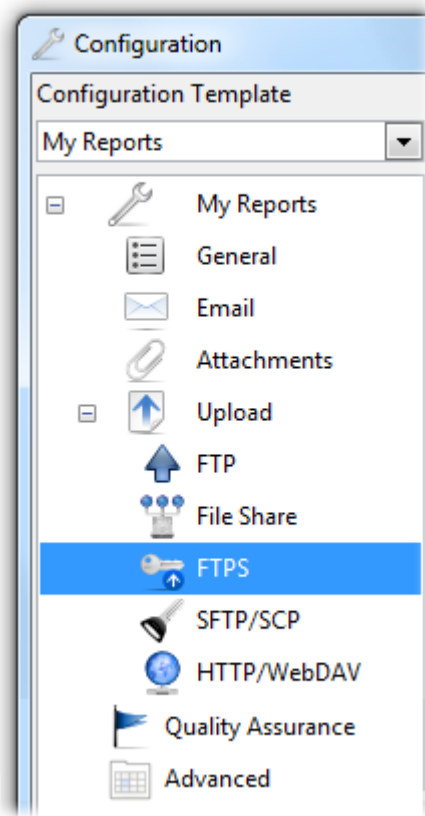 Configuration
Configuration Template
My Reports
My Reports
General
Email
Attachments
Upload
FTP
File Share
FTPS
SFTP/SCP
HTTP/WebDAV
Quality Assurance
Advanced